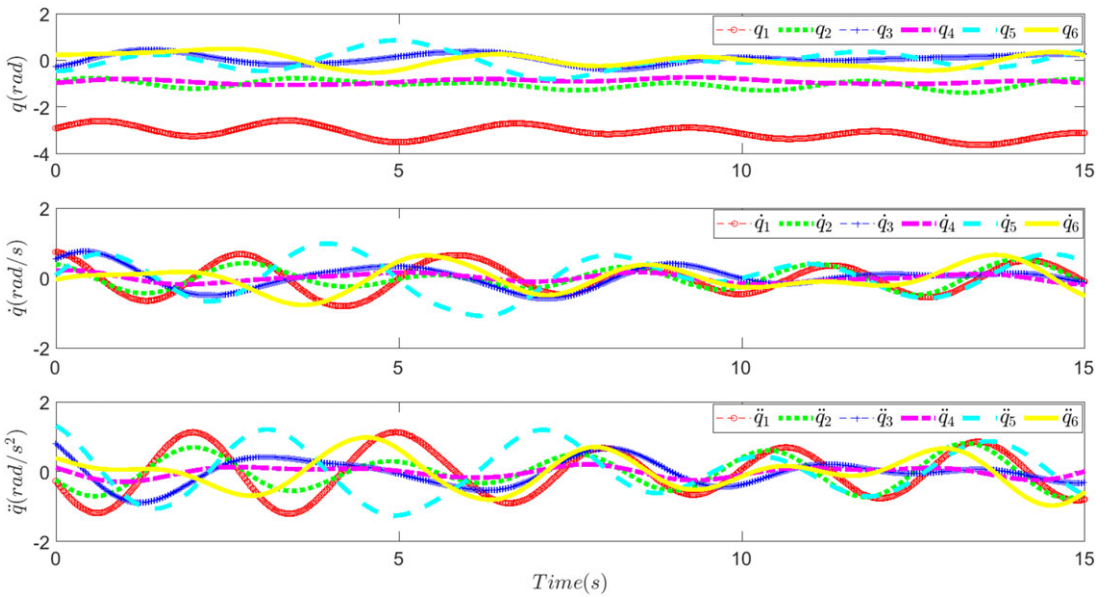 2
0
-2
-4
q(rad)
q₁ q₂ q₃ q₄ q₅ q₆
0 5 10 15
2
0
-2
q̇(rad/s)
q̇₁ q̇₂ q̇₃ q̇₄ q̇₅ q̇₆
0 5 10 15
2
0
-2
q̈(rad/s²)
q̈₁ q̈₂ q̈₃ q̈₄ q̈₅ q̈₆
0 5 10 15
Time(s)